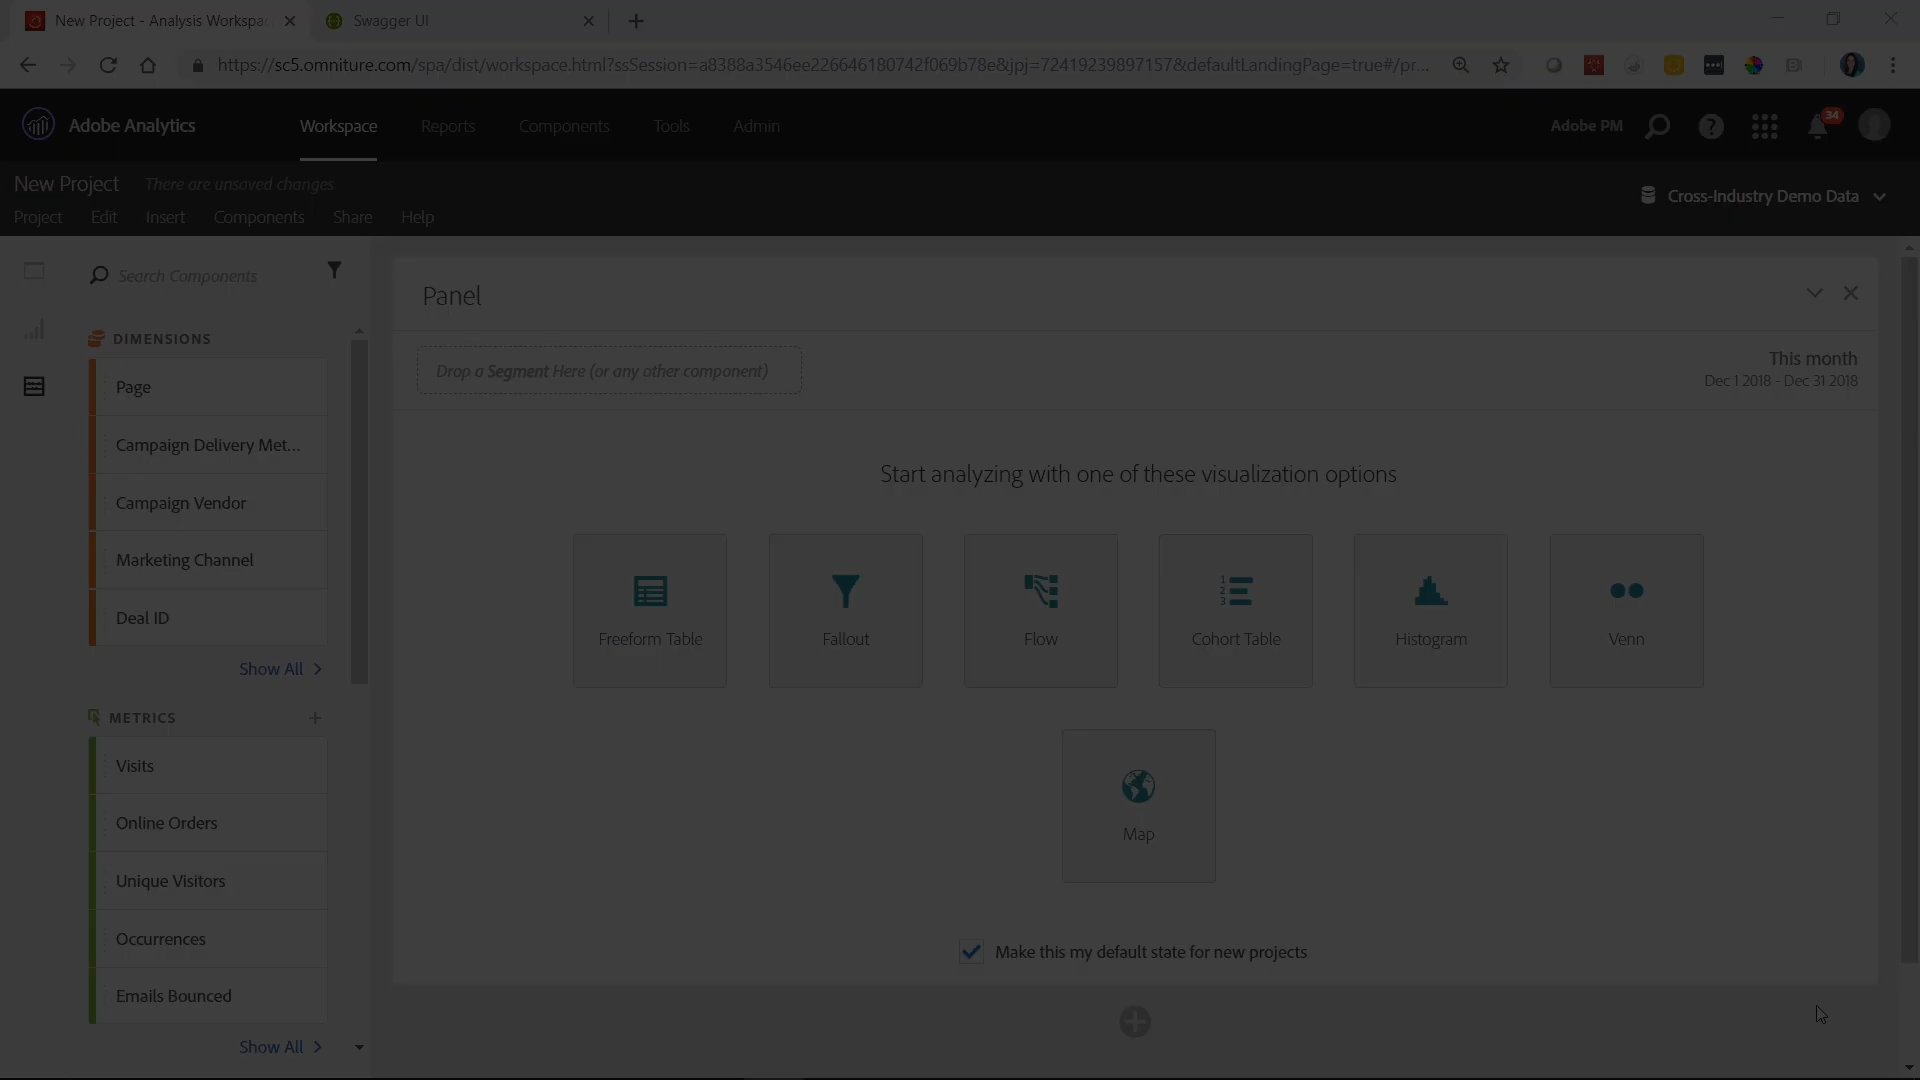 New Project - Analysis Workspac
Swagger UI
https://sc5.omniture.com/spa/dist/workspace.html?ssSession=a8388a3546ee226646180742f069b78e&jpj=72419239897157&defaultLandingPage=true#/pr...
Adobe Analytics
Workspace
Reports
Components
Tools
Admin
Adobe PM
34
New Project
There are unsaved changes
Project
Edit
Insert
Components
Share
Help
Cross-Industry Demo Data
Search Components
DIMENSIONS
Page
Campaign Delivery Met...
Campaign Vendor
Marketing Channel
Deal ID
Show All
METRICS
Visits
Online Orders
Unique Visitors
Occurrences
Emails Bounced
Show All
Panel
Drop a Segment Here (or any other component)
This month
Dec 1 2018 - Dec 31 2018
Start analyzing with one of these visualization options
Freeform Table
Fallout
Flow
Cohort Table
Histogram
Venn
Map
Make this my default state for new projects